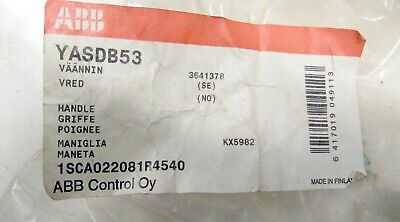 ABB
YASDB53
VÄÄNNIN 3641378
VRED (SE)
(NO)
HANDLE
GRIFFE
POIGNEE
MANIGLIA KX5982
MANETA
1SCA022081R4540
ABB Control Oy
6 417019 049113
MADE IN FINLAN